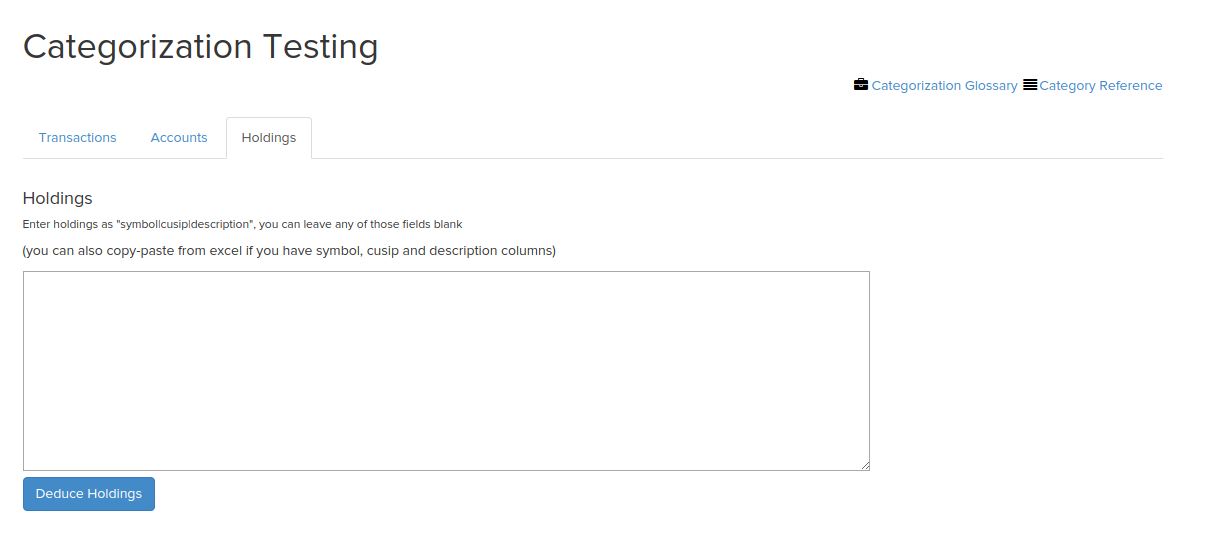 Categorization Testing
Categorization Glossary Category Reference
Transactions Accounts Holdings
Holdings
Enter holdings as "symbol|cusip|description", you can leave any of those fields blank
(you can also copy-paste from excel if you have symbol, cusip and description columns)
Deduce Holdings